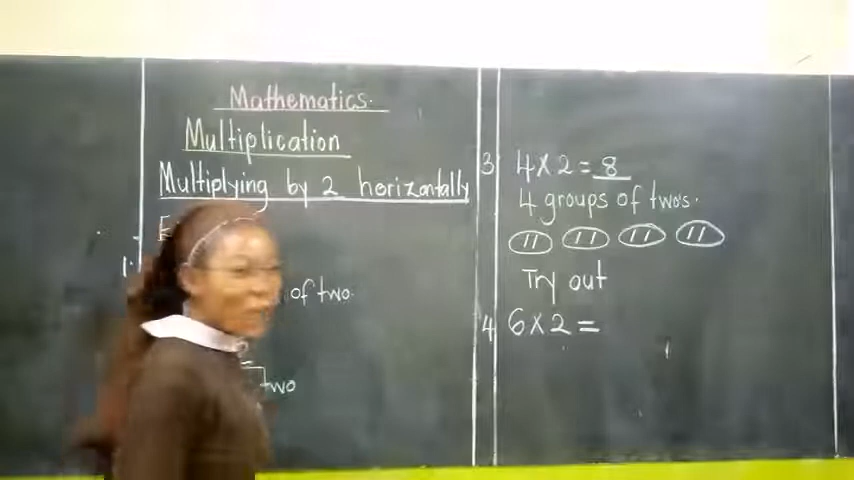 Mathematics.
Multiplication
Multiplying by 2 horizontally
1.
of two.
two
3 4 x 2 = 8
4 groups of twos.
Try out
4 6 x 2 =